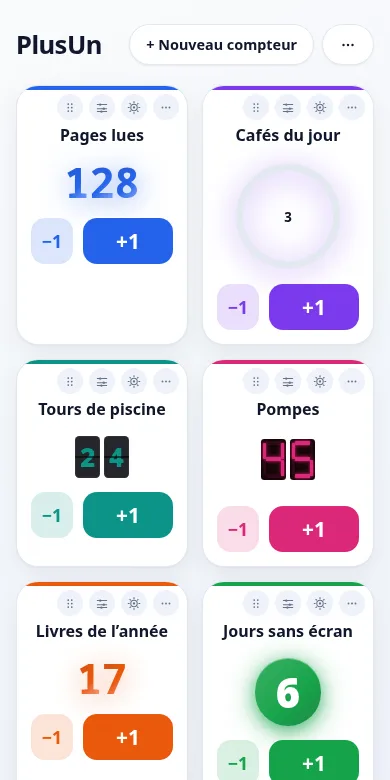 PlusUn
+ Nouveau compteur
...
Pages lues
128
−1
+1
Cafés du jour
3
−1
+1
Tours de piscine
24
−1
+1
Pompes
45
−1
+1
Livres de l’année
17
−1
+1
Jours sans écran
6
−1
+1